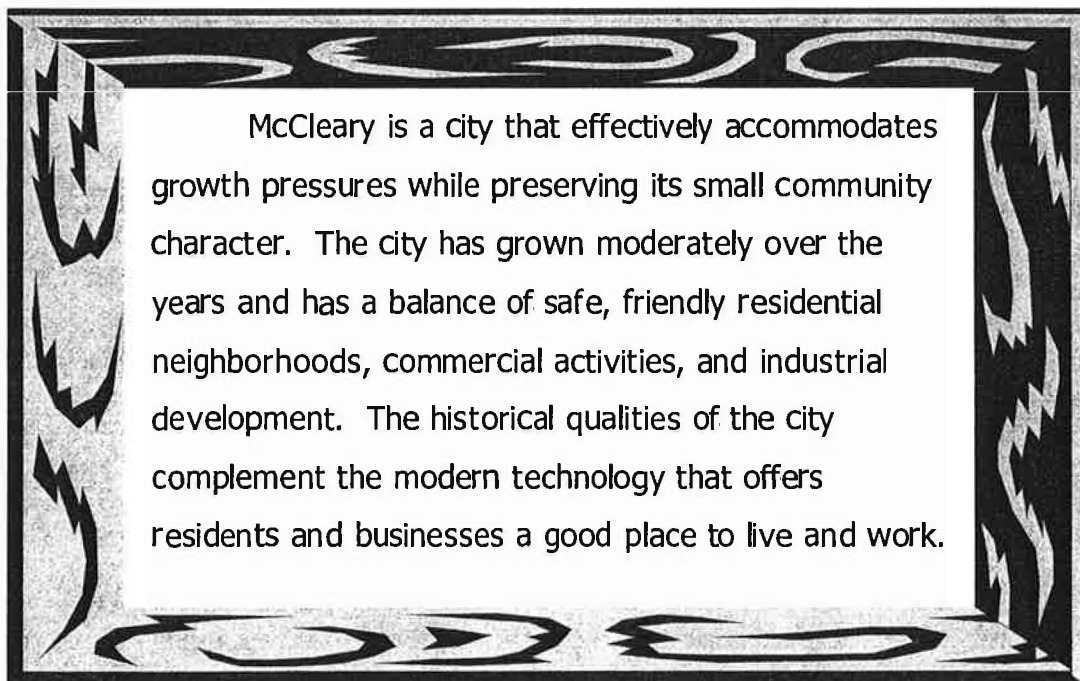 McCleary is a city that effectively accommodates
growth pressures while preserving its small community
character.  The city has grown moderately over the
years and has a balance of safe, friendly residential
neighborhoods, commercial activities, and industrial
development.  The historical qualities of the city
complement the modern technology that offers
residents and businesses a good place to live and work.